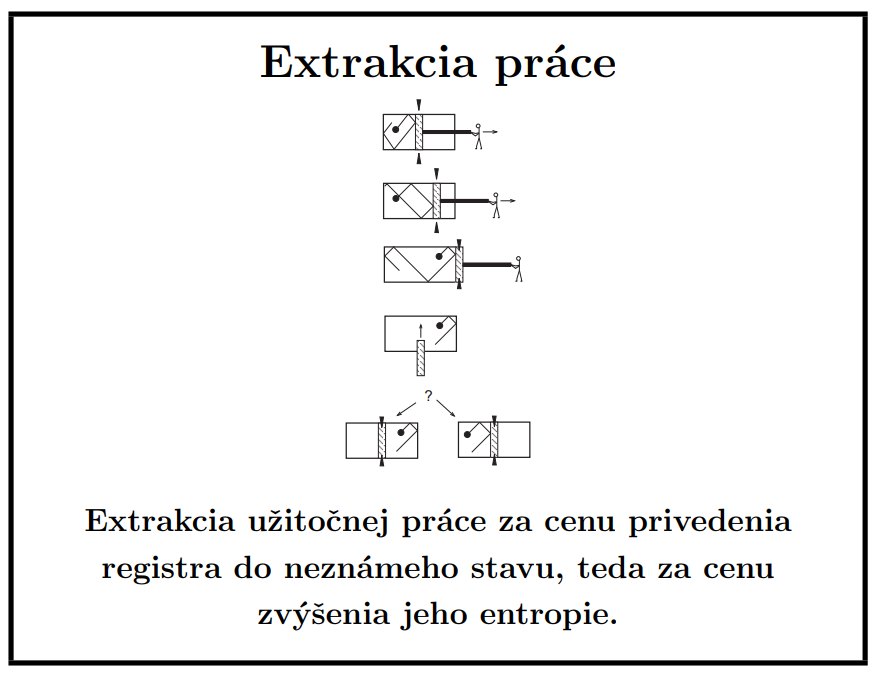 Extrakcia práce
?
Extrakcia užitočnej práce za cenu privedenia
registra do neznámeho stavu, teda za cenu
zvýšenia jeho entropie.